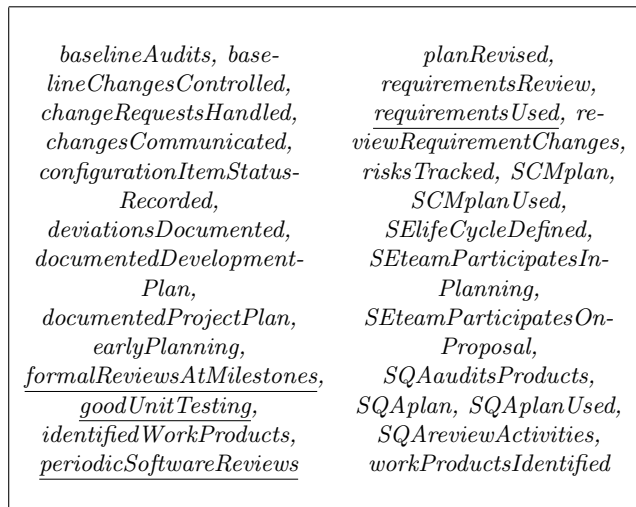 baselineAudits, base-
lineChangesControlled,
changeRequestsHandled,
changesCommunicated,
configurationItemStatus-
Recorded,
deviationsDocumented,
documentedDevelopment-
Plan,
documentedProjectPlan,
earlyPlanning,
formalReviewsAtMilestones,
goodUnitTesting,
identifiedWorkProducts,
periodicSoftwareReviews
planRevised,
requirementsReview,
requirementsUsed, re-
viewRequirementChanges,
risksTracked, SCMplan,
SCMplanUsed,
SElifeCycleDefined,
SEteamParticipatesIn-
Planning,
SEteamParticipatesOn-
Proposal,
SQAauditsProducts,
SQAplan, SQAplanUsed,
SQAreviewActivities,
workProductsIdentified